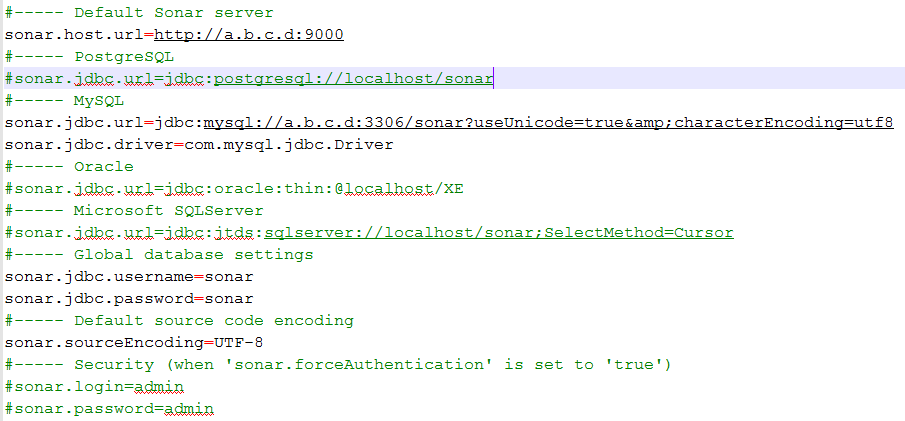 #----- Default Sonar server
sonar.host.url=http://a.b.c.d:9000
#----- PostgreSQL
#sonar.jdbc.url=jdbc:postgresql://localhost/sonar
#----- MySQL
sonar.jdbc.url=jdbc:mysql://a.b.c.d:3306/sonar?useUnicode=true&amp;characterEncoding=utf8
sonar.jdbc.driver=com.mysql.jdbc.Driver
#----- Oracle
#sonar.jdbc.url=jdbc:oracle:thin:@localhost/XE
#----- Microsoft SQLServer
#sonar.jdbc.url=jdbc:jtds:sqlserver://localhost/sonar;SelectMethod=Cursor
#----- Global database settings
sonar.jdbc.username=sonar
sonar.jdbc.password=sonar
#----- Default source code encoding
sonar.sourceEncoding=UTF-8
#----- Security (when 'sonar.forceAuthentication' is set to 'true')
#sonar.login=admin
#sonar.password=admin